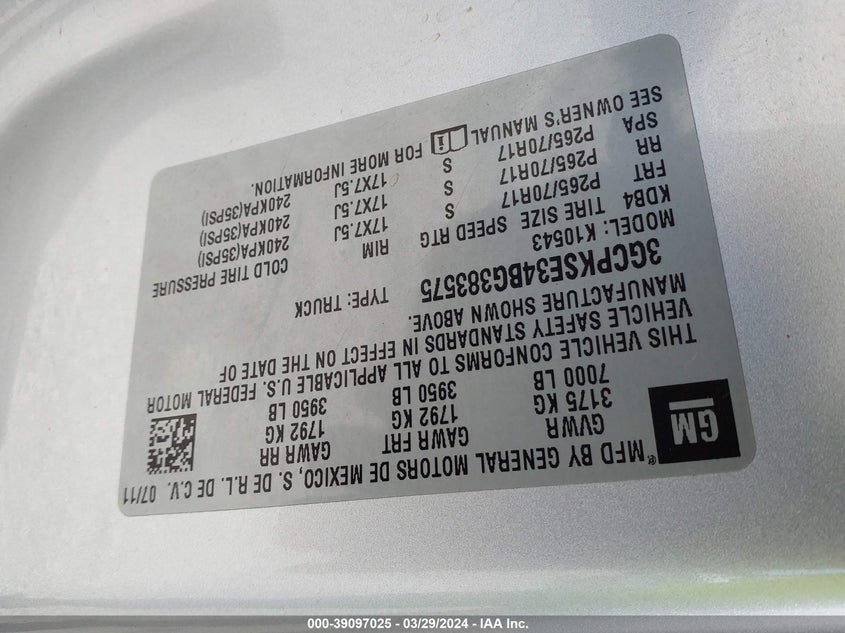 GM
® MFD BY GENERAL MOTORS DE MEXICO, S. DE R.L. DE C.V. 07/11
GVWR GAWR FRT GAWR RR
3175 KG 1792 KG 1792 KG
7000 LB 3950 LB 3950 LB
THIS VEHICLE CONFORMS TO ALL APPLICABLE U.S. FEDERAL MOTOR
VEHICLE SAFETY STANDARDS IN EFFECT ON THE DATE OF
MANUFACTURE SHOWN ABOVE.
3GCPKSE34BG383575 TYPE: TRUCK
MODEL: K10543
KDB4 TIRE SIZE SPEED RTG RIM COLD TIRE PRESSURE
FRT P265/70R17 S 17X7.5J 240KPA(35PSI)
RR P265/70R17 S 17X7.5J 240KPA(35PSI)
SPA P265/70R17 S 17X7.5J 240KPA(35PSI)
SEE OWNER'S MANUAL i FOR MORE INFORMATION.
000-39097025 - 03/29/2024 - IAA Inc.